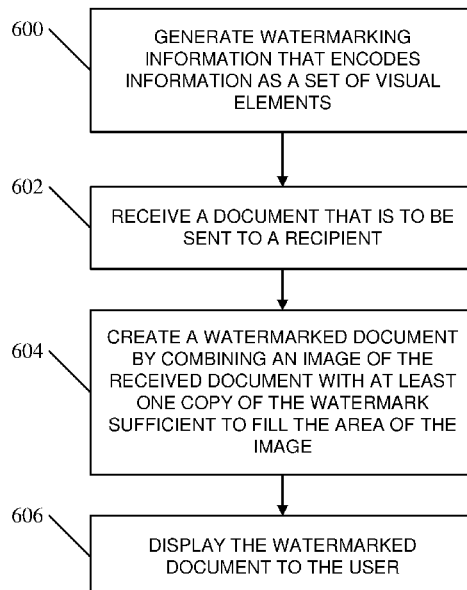 600
GENERATE WATERMARKING
INFORMATION THAT ENCODES
INFORMATION AS A SET OF VISUAL
ELEMENTS
602
RECEIVE A DOCUMENT THAT IS TO BE
SENT TO A RECIPIENT
604
CREATE A WATERMARKED DOCUMENT
BY COMBINING AN IMAGE OF THE
RECEIVED DOCUMENT WITH AT LEAST
ONE COPY OF THE WATERMARK
SUFFICIENT TO FILL THE AREA OF THE
IMAGE
606
DISPLAY THE WATERMARKED
DOCUMENT TO THE USER